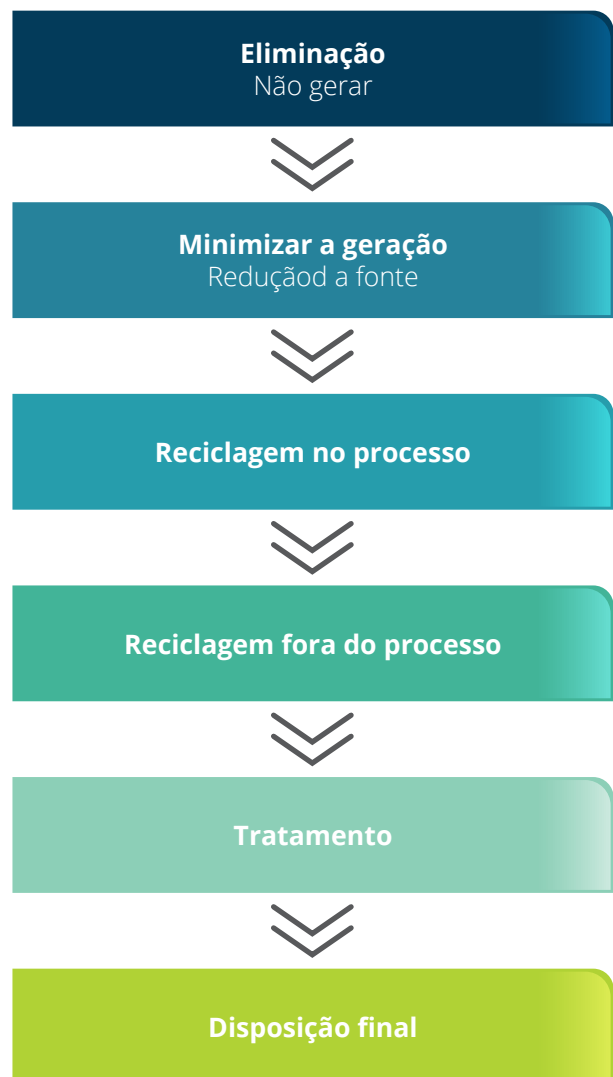 Eliminação
Não gerar
Minimizar a geração
Reduçãod a fonte
Reciclagem no processo
Reciclagem fora do processo
Tratamento
Disposição final